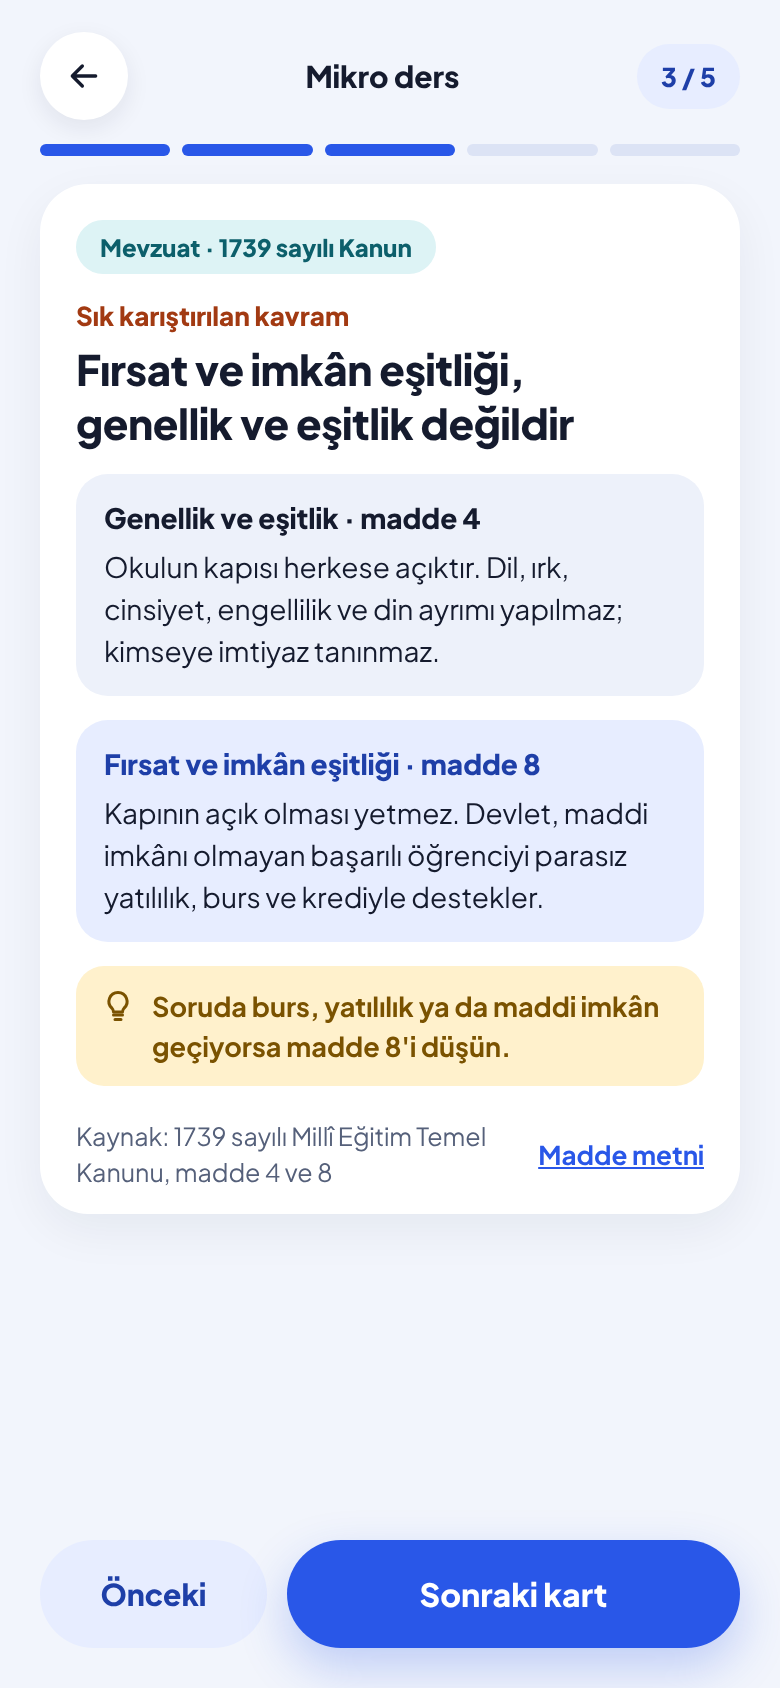 Mikro ders
3 / 5
Mevzuat · 1739 sayılı Kanun
Sık karıştırılan kavram
Fırsat ve imkân eşitliği,
genellik ve eşitlik değildir
Genellik ve eşitlik · madde 4
Okulun kapısı herkese açıktır. Dil, ırk,
cinsiyet, engellilik ve din ayrımı yapılmaz;
kimseye imtiyaz tanınmaz.
Fırsat ve imkân eşitliği · madde 8
Kapının açık olması yetmez. Devlet, maddi
imkânı olmayan başarılı öğrenciyi parasız
yatılılık, burs ve krediyle destekler.
Soruda burs, yatılılık ya da maddi imkân
geçiyorsa madde 8'i düşün.
Kaynak: 1739 sayılı Millî Eğitim Temel
Kanunu, madde 4 ve 8
Madde metni
Önceki
Sonraki kart